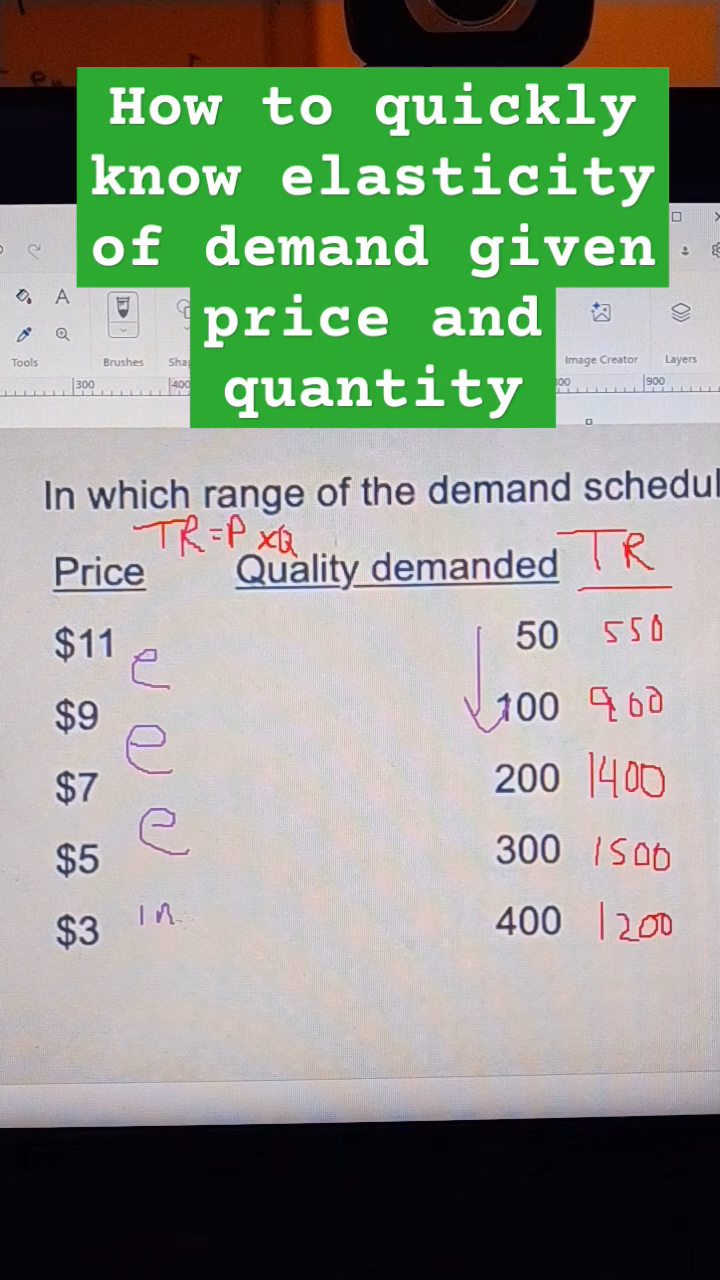 How to quickly
know elasticity
of demand given
price and
quantity
A
Tools
Brushes
Image Creator
Layers
300
400
900
In which range of the demand
TR=P×Q
Price
Quality demanded
TR
$11
e
50
550
$9
e
100
900
$7
e
200
1400
$5
300
1500
$3
in
400
1200